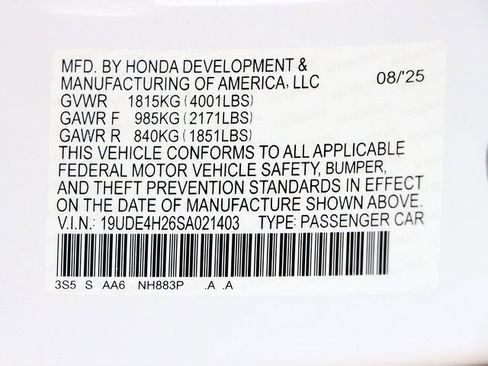 MFD. BY HONDA DEVELOPMENT &
MANUFACTURING OF AMERICA, LLC 08/'25
GVWR 1815KG (4001LBS)
GAWR F 985KG (2171LBS)
GAWR R 840KG (1851LBS)
THIS VEHICLE CONFORMS TO ALL APPLICABLE
FEDERAL MOTOR VEHICLE SAFETY, BUMPER,
AND THEFT PREVENTION STANDARDS IN EFFECT
ON THE DATE OF MANUFACTURE SHOWN ABOVE.
V.I.N.: 19UDE4H26SA021403 TYPE: PASSENGER CAR
3S5 S AA6 NH883P .A .A